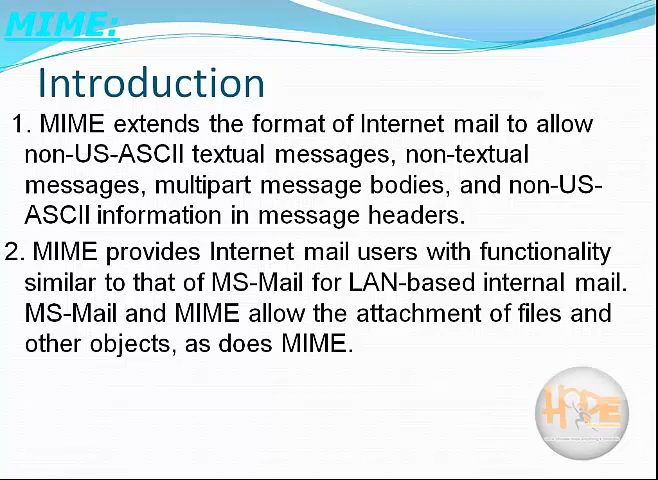 MIME:
Introduction
1. MIME extends the format of Internet mail to allow
non-US-ASCII textual messages, non-textual
messages, multipart message bodies, and non-US-
ASCII information in message headers.
2. MIME provides Internet mail users with functionality
similar to that of MS-Mail for LAN-based internal mail.
MS-Mail and MIME allow the attachment of files and
other objects, as does MIME.
HOPE